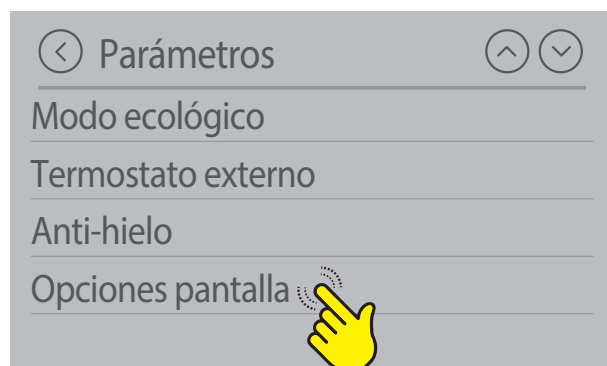 Parámetros
Modo ecológico
Termostato externo
Anti-hielo
Opciones pantalla